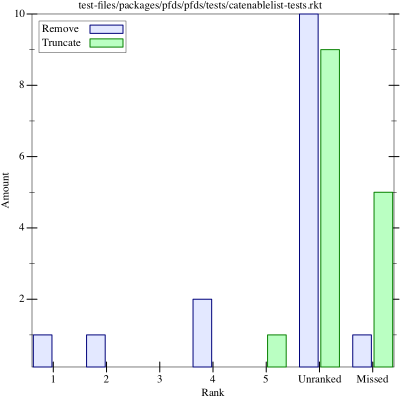 test-files/packages/pfds/pfds/tests/catenablelist-tests.rkt
10
Remove
Truncate
8
6
Amount
4
2
1 2 3 4 5 Unranked Missed
Rank